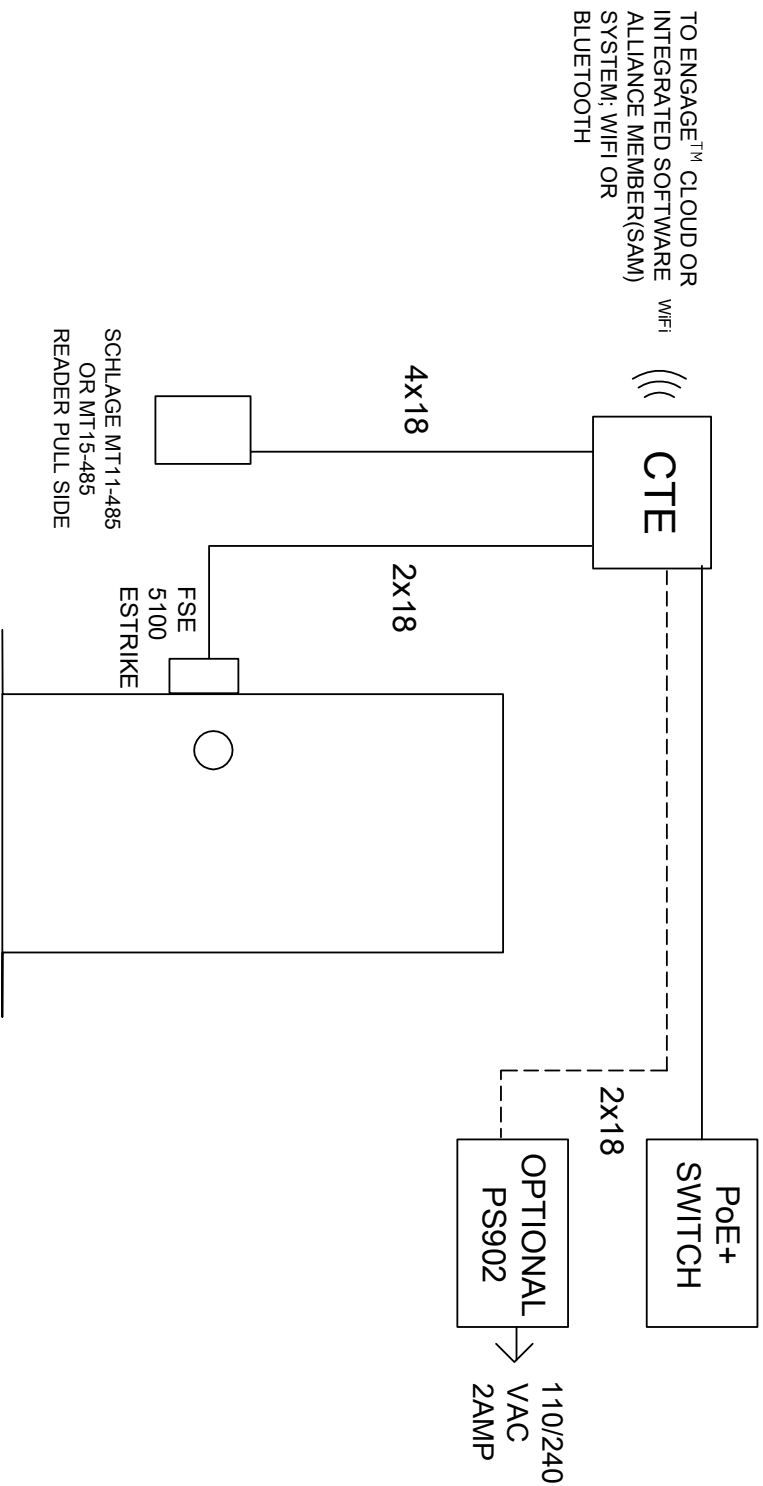 TO ENGAGE™ CLOUD OR
INTEGRATED SOFTWARE
ALLIANCE MEMBER(SAM)
SYSTEM; WIFI OR
BLUETOOTH
WiFi
CTE
PoE+
SWITCH
2x18
OPTIONAL
PS902
110/240
VAC
2AMP
4x18
2x18
SCHLAGE MT11-485
OR MT15-485
READER PULL SIDE
FSE
5100
ESTRIKE